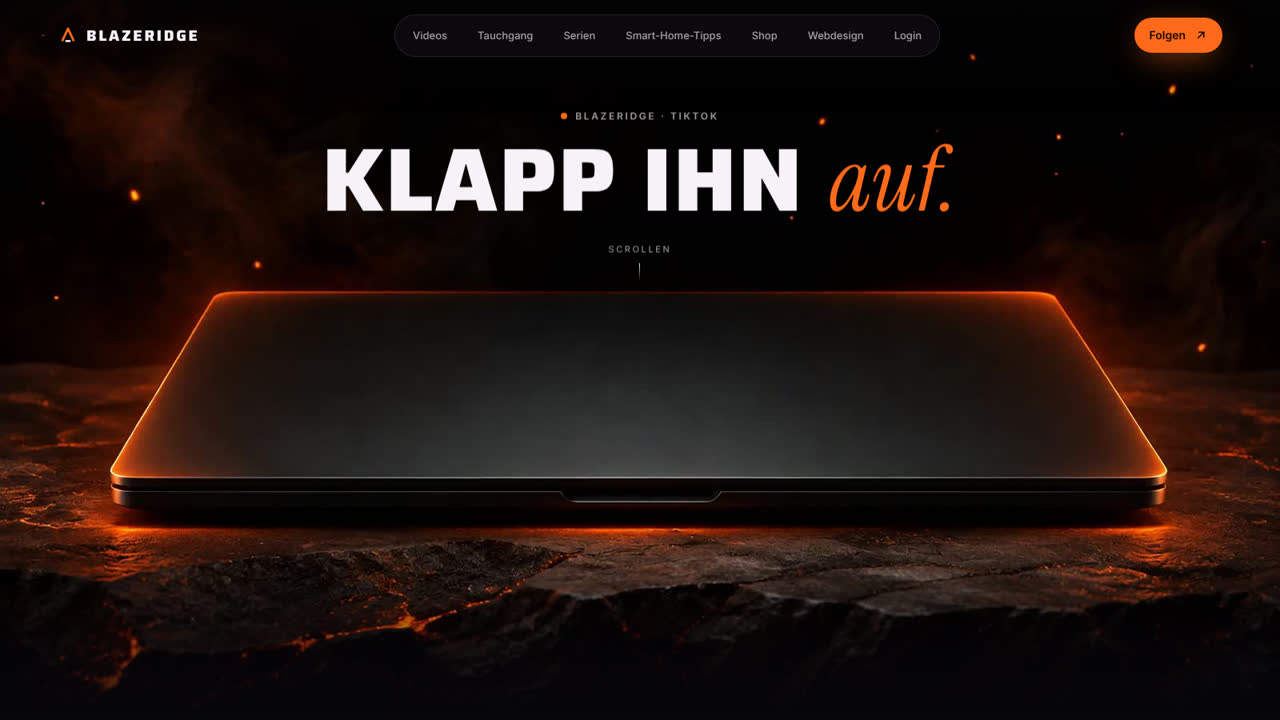 BLAZERIDGE
Videos Tauchgang Serien Smart-Home-Tipps Shop Webdesign Login
Folgen
BLAZERIDGE · TIKTOK
KLAPP IHN auf.
SCROLLEN